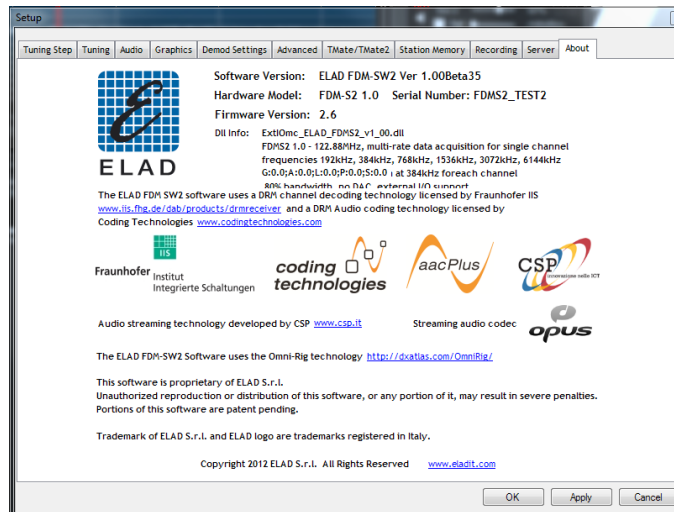 Setup
Tuning Step Tuning Audio Graphics Demod Settings Advanced TMate/TMate2 Station Memory Recording Server About
ELAD
Software Version: ELAD FDM-SW2 Ver 1.00Beta35
Hardware Model: FDM-S2 1.0 Serial Number: FDMS2_TEST2
Firmware Version: 2.6
Dll Info: ExtIOmc_ELAD_FDMS2_v1_00.dll
FDMS2 1.0 - 122.88MHz, multi-rate data acquisition for single channel
frequencies 192kHz, 384kHz, 768kHz, 1536kHz, 3072kHz, 6144kHz
G:0.0;A:0.0;L:0.0;P:0.0;S:0.0 at 384kHz foreach channel
80% bandwidth, no DAC, external I/O support
The ELAD FDM SW2 software uses a DRM channel decoding technology licensed by Fraunhofer IIS
www.iis.fhg.de/dab/products/drmreceiver and a DRM Audio coding technology licensed by
Coding Technologies www.codingtechnologies.com
IIS
Fraunhofer Institut
Integrierte Schaltungen
coding
technologies
aacPlus
CSP
innovazione nelle ICT
Audio streaming technology developed by CSP www.csp.it
Streaming audio codec
opus
The ELAD FDM-SW2 Software uses the Omni-Rig technology http://dxatlas.com/OmniRig/
This software is proprietary of ELAD S.r.l.
Unauthorized reproduction or distribution of this software, or any portion of it, may result in severe penalties.
Portions of this software are patent pending.
Trademark of ELAD S.r.l. and ELAD logo are trademarks registered in Italy.
Copyright 2012 ELAD S.r.l. All Rights Reserved www.eladit.com
OK Apply Cancel